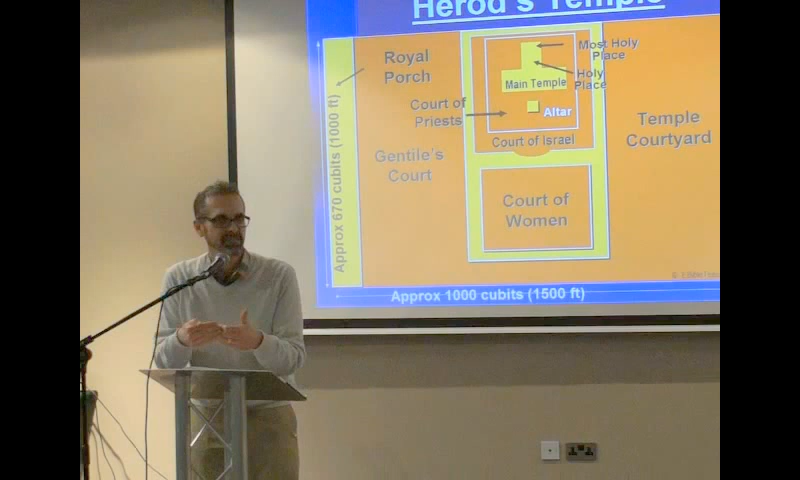 Herod's Temple
Royal
Porch
Most Holy
Place
Holy
Place
Main Temple
Court of
Priests
Altar
Court of Israel
Temple
Courtyard
Gentile's
Court
Court of
Women
Approx 670 cubits (1000 ft)
Approx 1000 cubits (1500 ft)